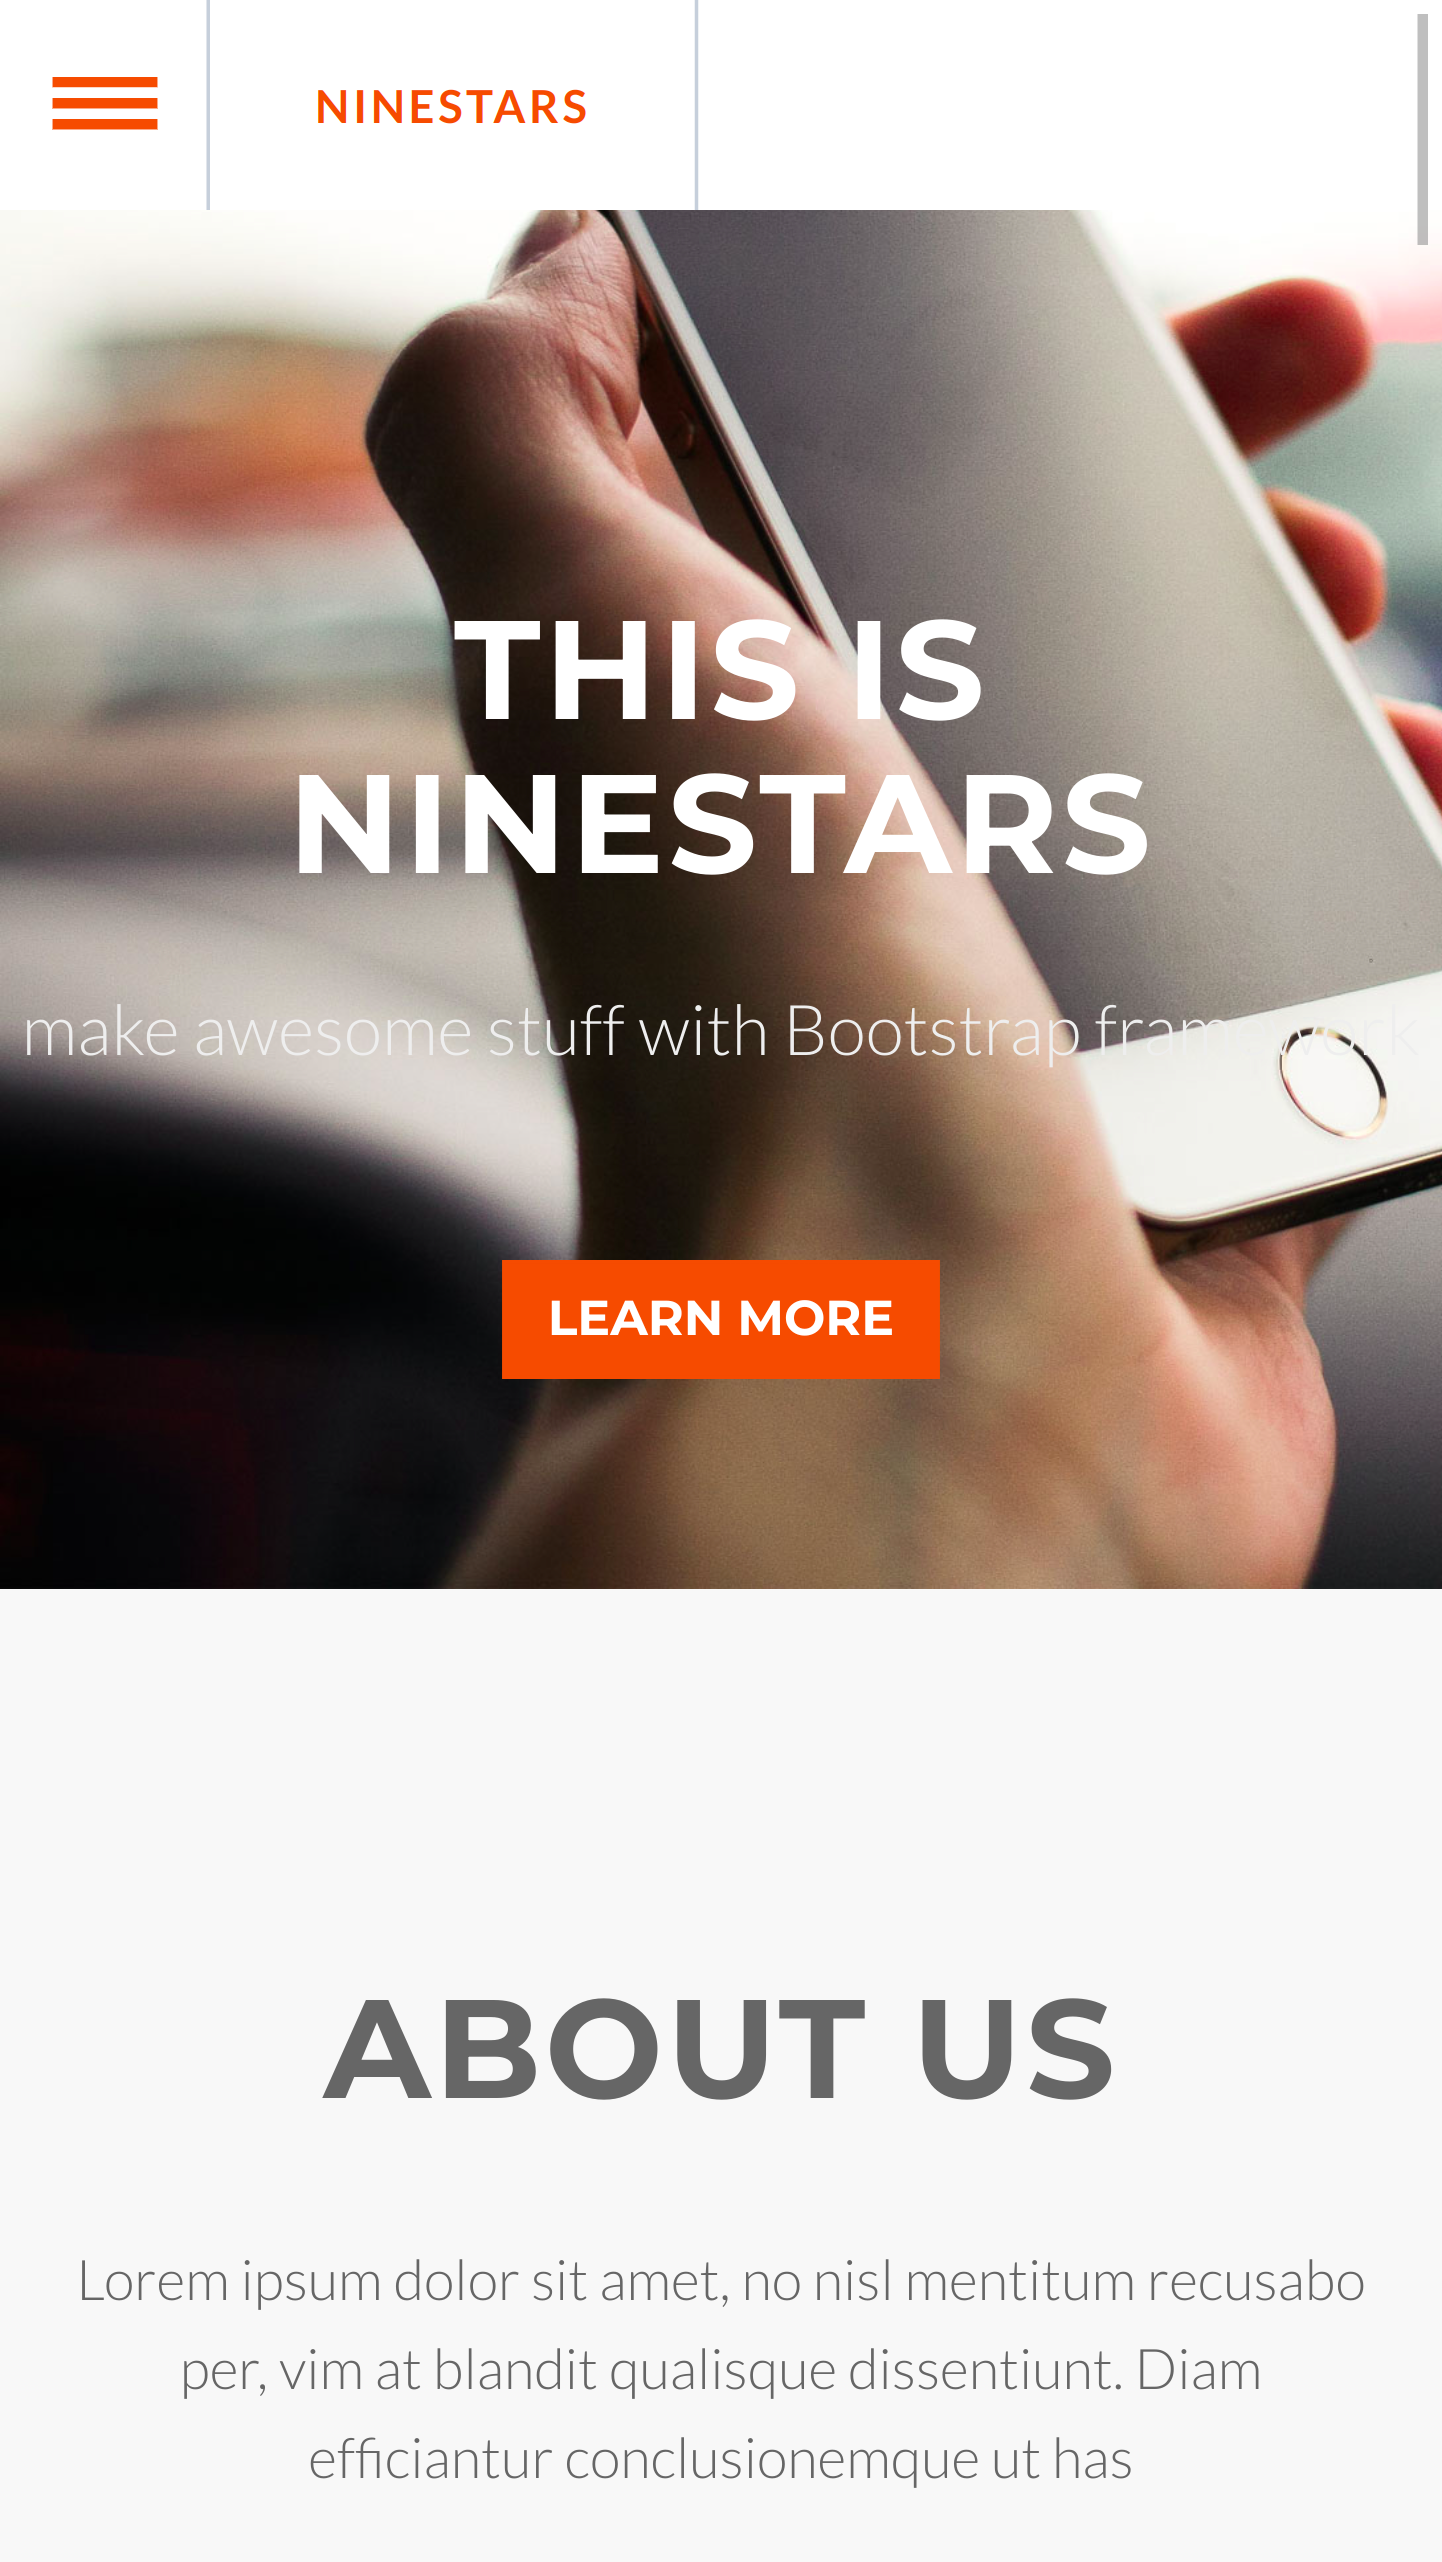 NINESTARS
THIS IS
NINESTARS
make awesome stuff with Bootstrap framework
LEARN MORE
ABOUT US
Lorem ipsum dolor sit amet, no nisl mentitum recusabo
per, vim at blandit qualisque dissentiunt. Diam
efficiantur conclusionemque ut has